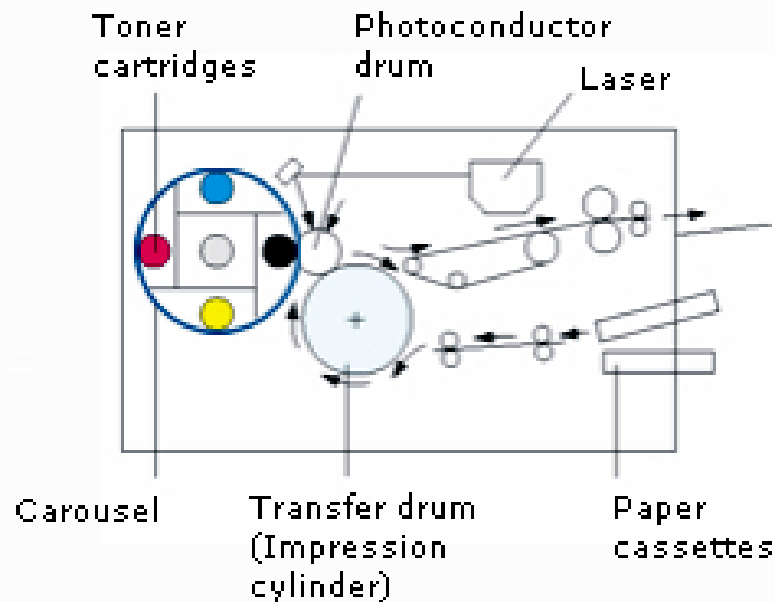 Toner
cartridges
Photoconductor
drum
Laser
Carousel
Transfer drum
(Impression
cylinder)
Paper
cassettes